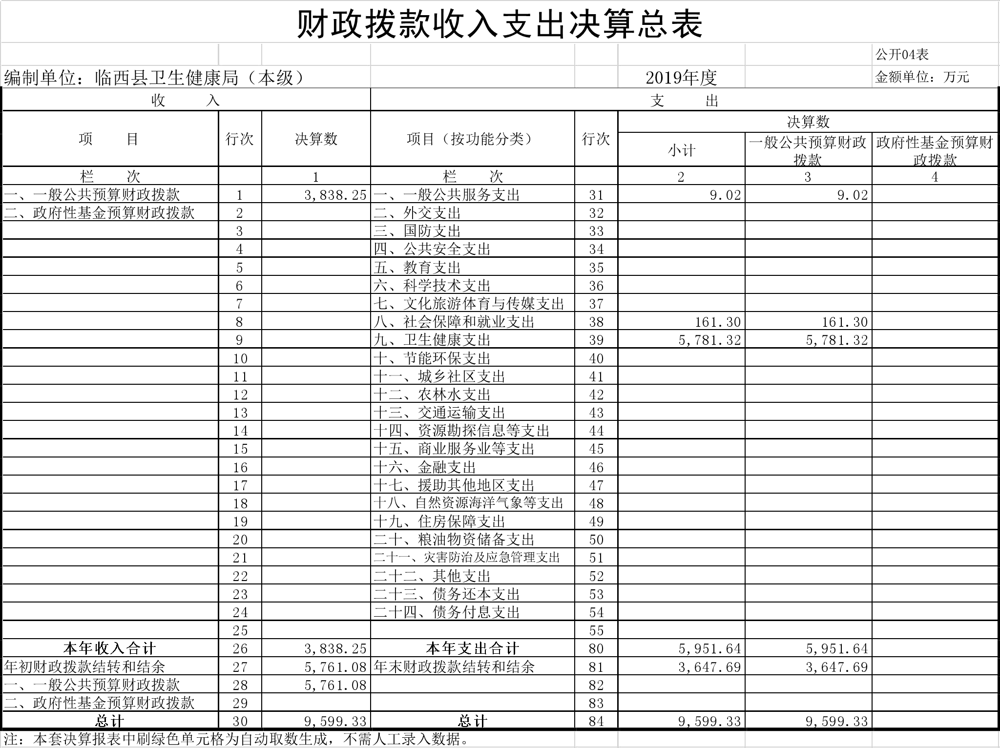 财政拨款收入支出决算总表
公开04表
编制单位：临西县卫生健康局（本级） 2019年度 金额单位：万元
收 入 支 出
项 目 行次 决算数 项目（按功能分类） 行次 决算数
小计 一般公共预算财政拨款 政府性基金预算财政拨款
栏 次 1 栏 次 2 3 4
一、一般公共预算财政拨款 1 3,838.25 一、一般公共服务支出 31 9.02 9.02
二、政府性基金预算财政拨款 2 二、外交支出 32
3 三、国防支出 33
4 四、公共安全支出 34
5 五、教育支出 35
6 六、科学技术支出 36
7 七、文化旅游体育与传媒支出 37
8 八、社会保障和就业支出 38 161.30 161.30
9 九、卫生健康支出 39 5,781.32 5,781.32
10 十、节能环保支出 40
11 十一、城乡社区支出 41
12 十二、农林水支出 42
13 十三、交通运输支出 43
14 十四、资源勘探信息等支出 44
15 十五、商业服务业等支出 45
16 十六、金融支出 46
17 十七、援助其他地区支出 47
18 十八、自然资源海洋气象等支出 48
19 十九、住房保障支出 49
20 二十、粮油物资储备支出 50
21 二十一、灾害防治及应急管理支出 51
22 二十二、其他支出 52
23 二十三、债务还本支出 53
24 二十四、债务付息支出 54
25 55
本年收入合计 26 3,838.25 本年支出合计 80 5,951.64 5,951.64
年初财政拨款结转和结余 27 5,761.08 年末财政拨款结转和结余 81 3,647.69 3,647.69
一、一般公共预算财政拨款 28 5,761.08 82
二、政府性基金预算财政拨款 29 83
总计 30 9,599.33 总计 84 9,599.33 9,599.33
注：本套决算报表中刷绿色单元格为自动取数生成，不需人工录入数据。